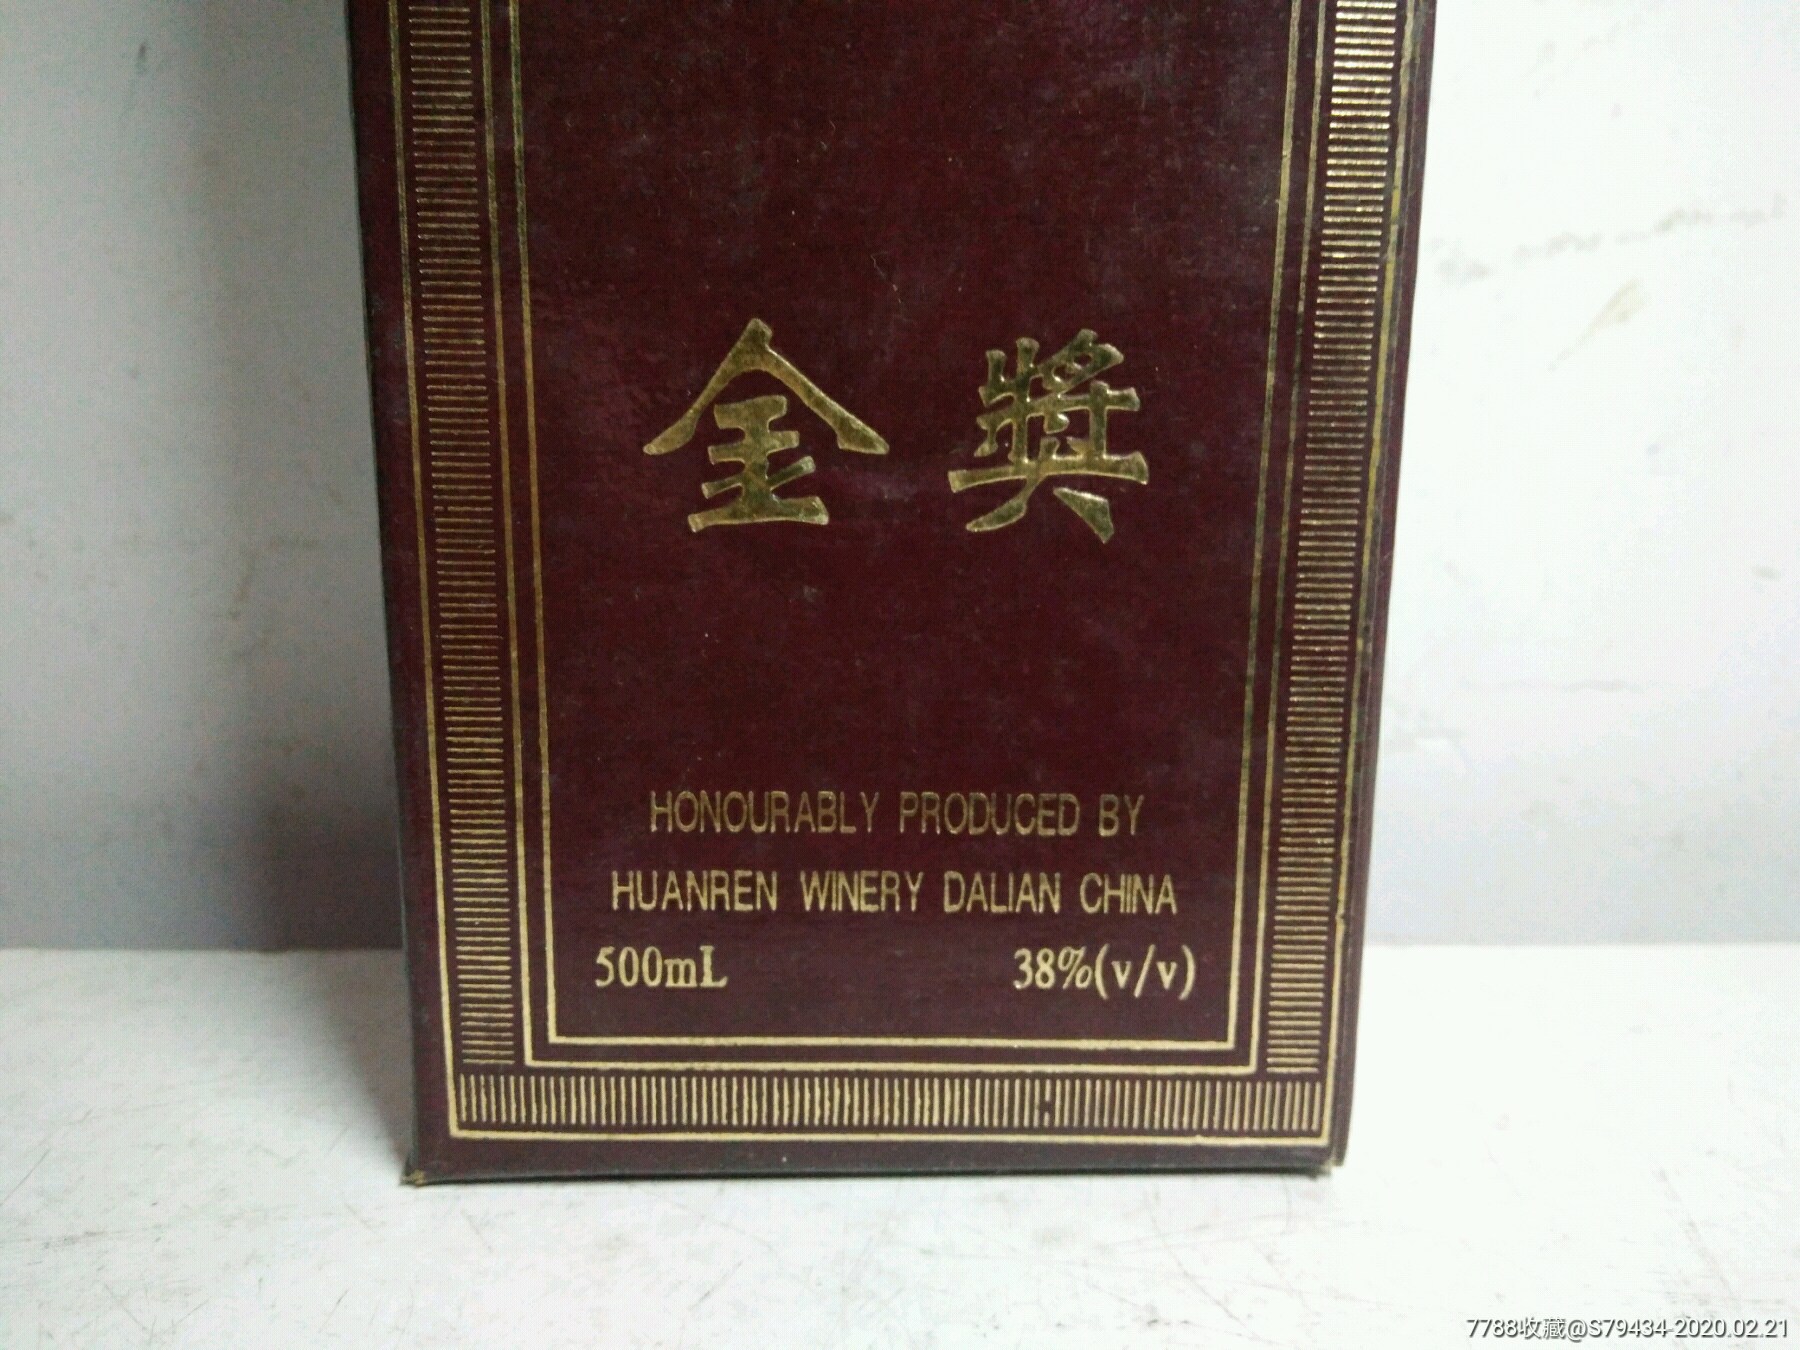 金獎
HONOURABLY PRODUCED BY
HUANREN WINERY DALIAN CHINA
500mL 38%(v/v)
7788收藏@S79434-2020.02.21